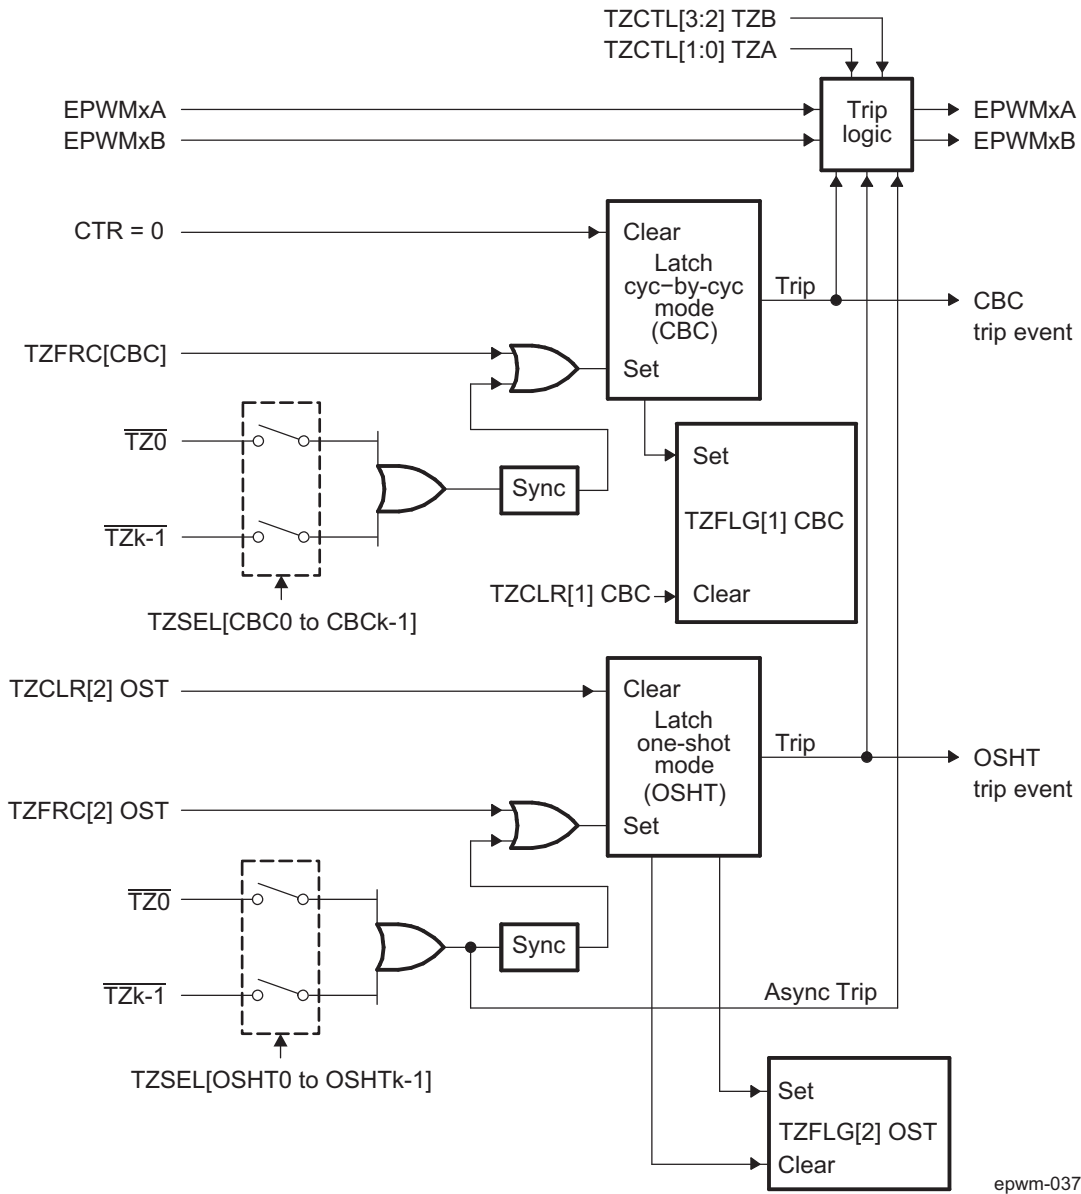 TZCTL[3:2] TZB
TZCTL[1:0] TZA
EPWMxA
EPWMxB
Trip
logic
EPWMxA
EPWMxB
CTR = 0
Clear
Latch
cyc−by-cyc
mode
(CBC)
Set
Trip
CBC
trip event
TZFRC[CBC]
TZ0
TZk-1
Sync
TZSEL[CBC0 to CBCk-1]
Set
TZFLG[1] CBC
TZCLR[1] CBC
Clear
TZCLR[2] OST
Clear
Latch
one-shot
mode
(OSHT)
Set
Trip
OSHT
trip event
TZFRC[2] OST
TZ0
TZk-1
Sync
Async Trip
TZSEL[OSHT0 to OSHTk-1]
Set
TZFLG[2] OST
Clear
epwm-037